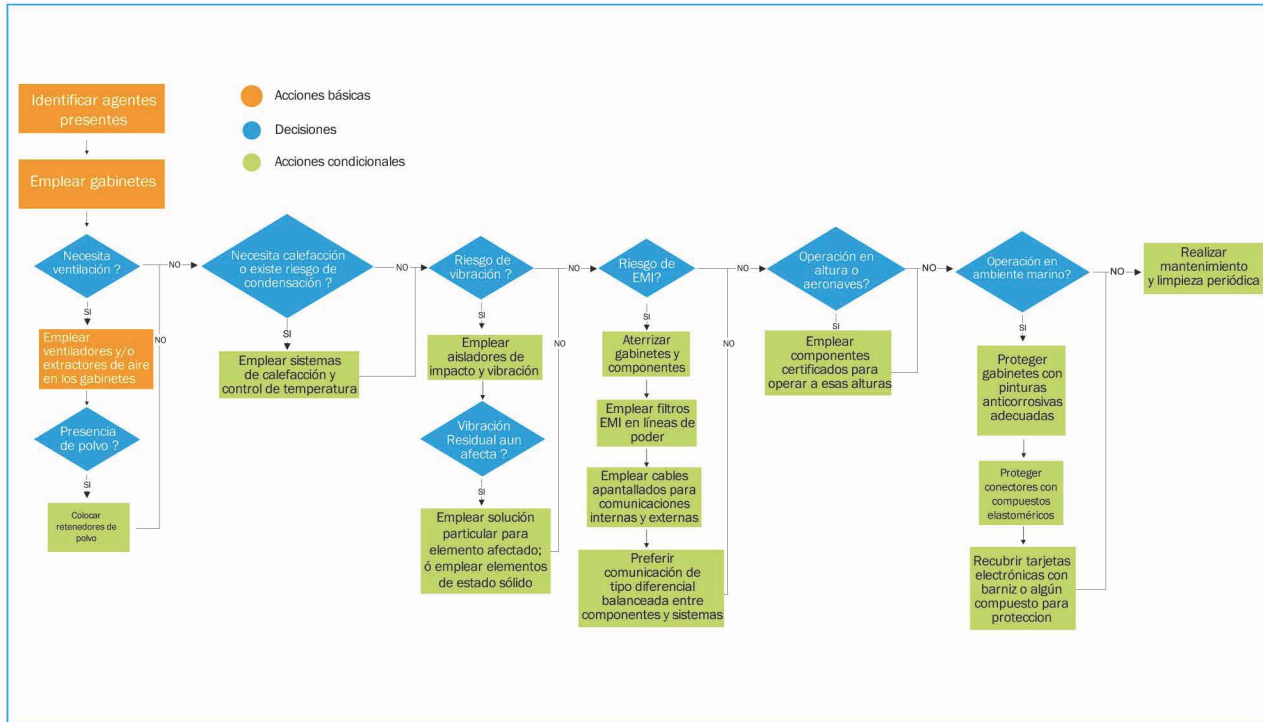 Identificar agentes
presentes
Emplear gabinetes
Acciones básicas
Decisiones
Acciones condicionales
Necesita
ventilación ?
NO
SI
Emplear
ventiladores y/o
extractores de aire
en los gabinetes
NO
Presencia
de polvo ?
SI
Colocar
retenedores de
polvo
Necesita calefacción
o existe riesgo de
condensación ?
NO
SI
Emplear sistemas
de calefacción y
control de temperatura
Riesgo de
vibración ?
NO
SI
Emplear
aisladores de
impacto y vibración
NO
Vibración
Residual aun
afecta ?
SI
Emplear solución
particular para
elemento afectado;
ó emplear elementos
de estado sólido
Riesgo de
EMI?
NO
SI
Aterrizar
gabinetes y
componentes
Emplear filtros
EMI en líneas de
poder
Emplear cables
apantallados para
comunicaciones
internas y externas
Preferir
comunicación de
tipo diferencial
balanceada entre
componentes y sistemas
Operación en
altura o
aeronaves?
NO
SI
Emplear
componentes
certificados para
operar a esas alturas
Operación en
ambiente marino?
NO
SI
Proteger
gabinetes con
pinturas
anticorrosivas
adecuadas
Proteger
conectores con
compuestos
elastoméricos
Recubrir tarjetas
electrónicas con
barniz o algún
compuesto para
proteccion
Realizar
mantenimiento
y limpieza periódica